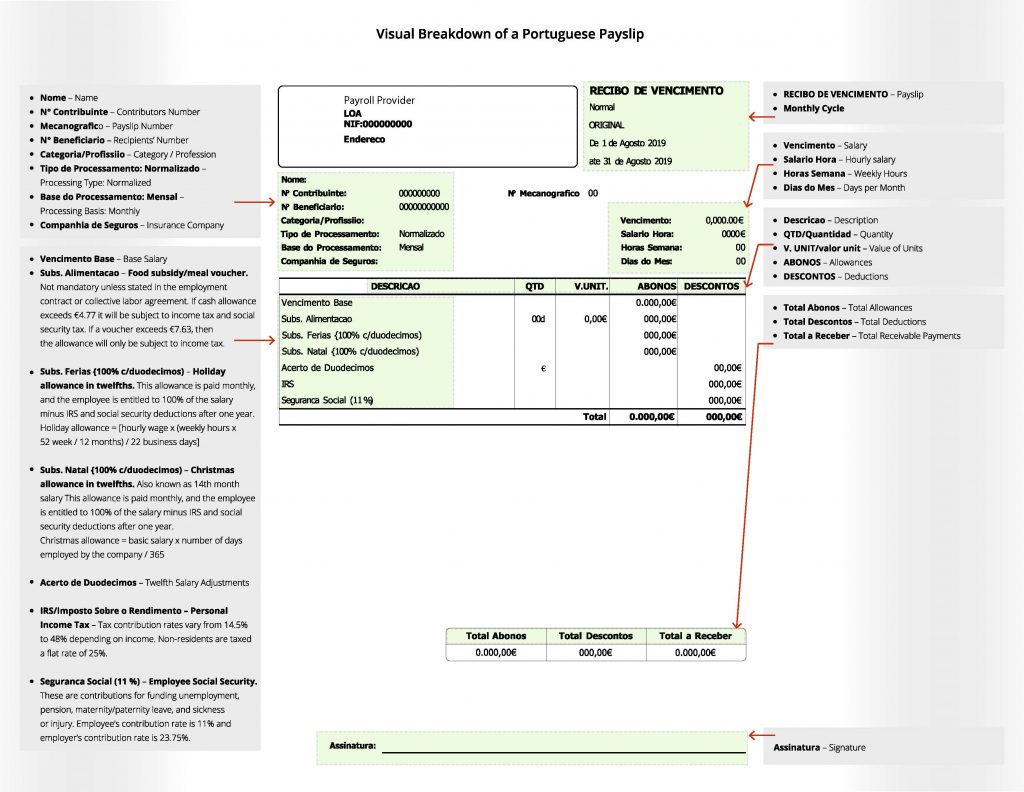 Visual Breakdown of a Portuguese Payslip
• Nome – Name
• N° Contribuinte – Contributors Number
• Mecanografico – Payslip Number
• N° Beneficiario – Recipients' Number
• Categoria/Profissiio – Category / Profession
• Tipo de Processamento: Normalizado –
Processing Type: Normalized
• Base do Processamento: Mensal –
Processing Basis: Monthly
• Companhia de Seguros – Insurance Company
• Vencimento Base – Base Salary
• Subs. Alimentacao – Food subsidy/meal voucher.
Not mandatory unless stated in the employment
contract or collective labor agreement. If cash allowance
exceeds €4.77 it will be subject to income tax and social
security tax. If a voucher exceeds €7.63, then
the allowance will only be subject to income tax.
• Subs. Ferias {100% c/duodecimos) – Holiday
allowance in twelfths. This allowance is paid monthly,
and the employee is entitled to 100% of the salary
minus IRS and social security deductions after one year.
Holiday allowance = [hourly wage x (weekly hours x
52 week / 12 months) / 22 business days]
• Subs. Natal {100% c/duodecimos) – Christmas
allowance in twelfths. Also known as 14th month
salary This allowance is paid monthly, and the employee
is entitled to 100% of the salary minus IRS and social
security deductions after one year.
Christmas allowance = basic salary x number of days
employed by the company / 365
• Acerto de Duodecimos – Twelfth Salary Adjustments
• IRS/Imposto Sobre o Rendimento – Personal
Income Tax – Tax contribution rates vary from 14.5%
to 48% depending on income. Non-residents are taxed
a flat rate of 25%.
• Seguranca Social (11 %) – Employee Social Security.
These are contributions for funding unemployment,
pension, maternity/paternity leave, and sickness
or injury. Employee's contribution rate is 11% and
employer's contribution rate is 23.75%.
Payroll Provider
LOA
NIF:000000000
Endereco
RECIBO DE VENCIMENTO
Normal
ORIGINAL
De 1 de Agosto 2019
ate 31 de Agosto 2019
Nome:
Nº Contribuinte: 000000000
Nº Mecanografico 00
Nº Beneficiario: 00000000000
Categoria/Profissiio:
Tipo de Processamento: Normalizado
Base do Processamento: Mensal
Companhia de Seguros:
Vencimento: 0,000.00€
Salario Hora: 0000€
Horas Semana: 00
Dias do Mes: 00
DESCRICAO QTD V.UNIT. ABONOS DESCONTOS
Vencimento Base 0.000,00€
Subs. Alimentacao 00d 0,00€ 000,00€
Subs. Ferias {100% c/duodecimos) 000,00€
Subs. Natal {100% c/duodecimos) 000,00€
Acerto de Duodecimos € 00,00€
IRS 000,00€
Seguranca Social (11 %) 000,00€
Total 0.000,00€ 000,00€
Total Abonos Total Descontos Total a Receber
0.000,00€ 000,00€ 0.000,00€
Assinatura:
• RECIBO DE VENCIMENTO – Payslip
• Monthly Cycle
• Vencimento – Salary
• Salario Hora – Hourly salary
• Horas Semana – Weekly Hours
• Dias do Mes – Days per Month
• Descricao – Description
• QTD/Quantidad – Quantity
• V. UNIT/valor unit – Value of Units
• ABONOS – Allowances
• DESCONTOS – Deductions
• Total Abonos – Total Allowances
• Total Descontos – Total Deductions
• Total a Receber – Total Receivable Payments
Assinatura – Signature